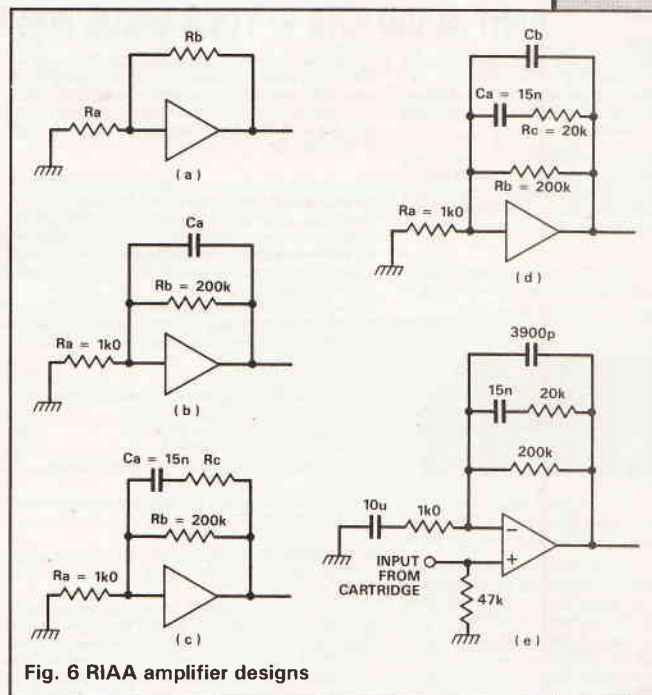 Rb
Ra
(a)
Ca
Rb = 200k
Ra = 1k0
(b)
Ca = 15n Rc
Rb = 200k
Ra = 1k0
(c)
Cb
Ca = 15n
Rc = 20k
Rb = 200k
Ra = 1k0
(d)
3900p
15n 20k
200k
10u 1k0
−
+
INPUT
FROM
CARTRIDGE
47k
(e)
Fig. 6 RIAA amplifier designs